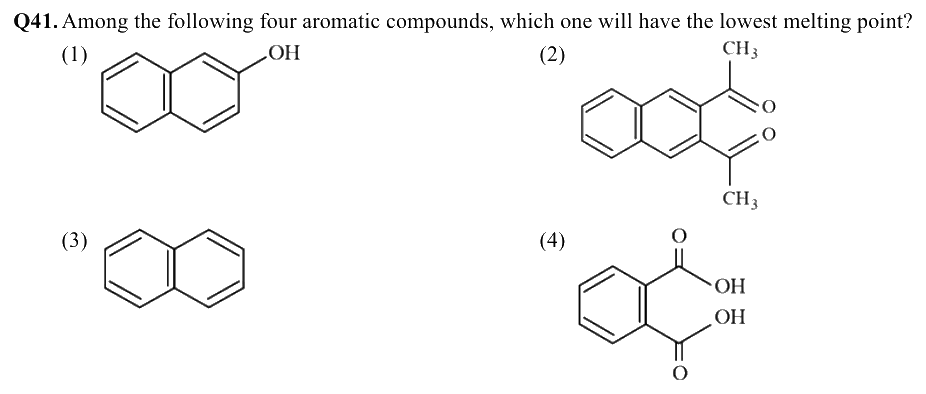 Q41. Among the following four aromatic compounds, which one will have the lowest melting point?
(1)
OH
(2)
CH3
O
O
CH3
(3)
(4)
O
OH
OH
O